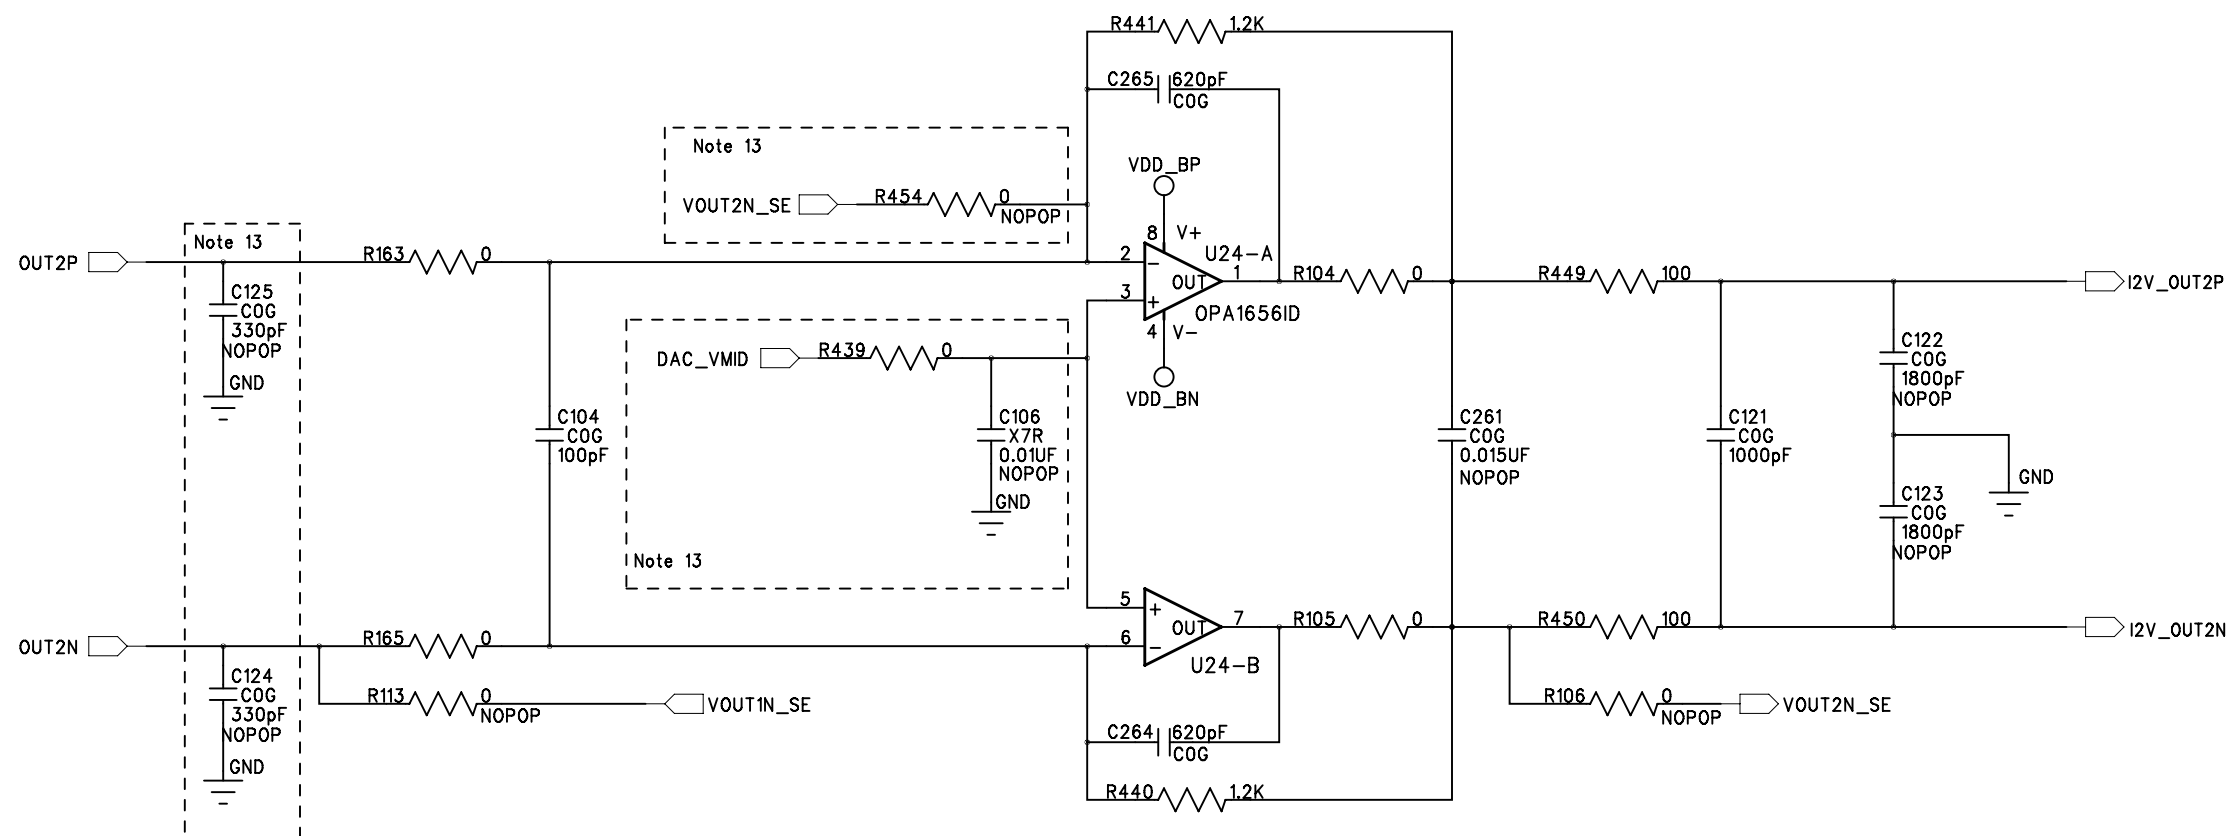 R441
1.2K
C265
620pF
C0G
Note 13
VDD_BP
VOUT2N_SE
R454
0
NOPOP
8
V+
Note 13
OUT2P
R163
0
2
U24-A
OUT
1
R104
0
R449
100
I2V_OUT2P
C125
C0G
330pF
NOPOP
GND
3
OPA1656ID
4
V-
DAC_VMID
R439
0
VDD_BN
C122
C0G
1800pF
NOPOP
C104
C0G
100pF
C106
X7R
0.01UF
NOPOP
GND
C261
C0G
0.015UF
NOPOP
C121
C0G
1000pF
GND
C123
C0G
1800pF
NOPOP
Note 13
5
OUT
7
R105
0
R450
100
I2V_OUT2N
OUT2N
R165
0
6
U24-B
C124
C0G
330pF
NOPOP
GND
R113
0
NOPOP
VOUT1N_SE
R106
0
NOPOP
VOUT2N_SE
C264
620pF
C0G
R440
1.2K